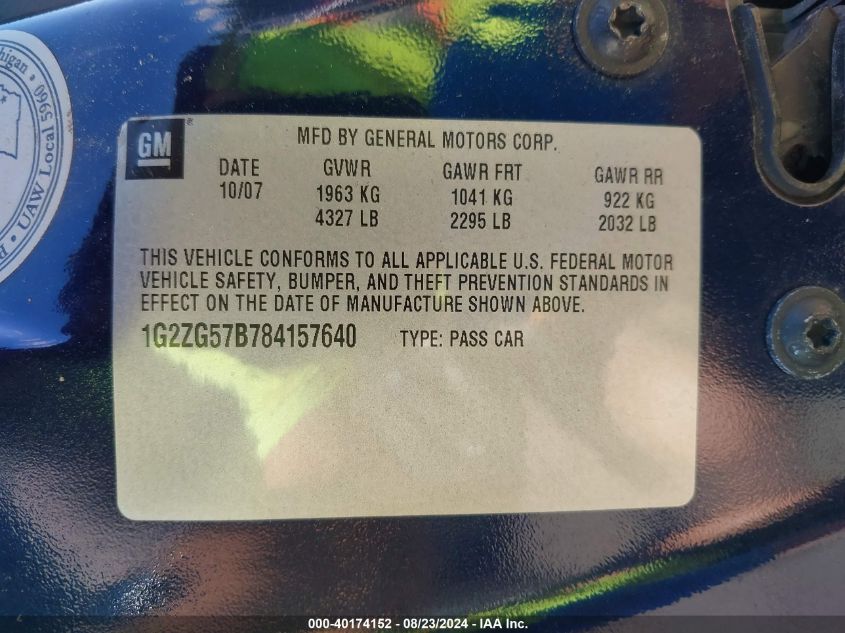 higan
UAW Local 5960
GM
MFD BY GENERAL MOTORS CORP.
DATE GVWR GAWR FRT GAWR RR
10/07 1963 KG 1041 KG 922 KG
4327 LB 2295 LB 2032 LB
THIS VEHICLE CONFORMS TO ALL APPLICABLE U.S. FEDERAL MOTOR
VEHICLE SAFETY, BUMPER, AND THEFT PREVENTION STANDARDS IN
EFFECT ON THE DATE OF MANUFACTURE SHOWN ABOVE.
1G2ZG57B784157640 TYPE: PASS CAR
000-40174152 - 08/23/2024 - IAA Inc.